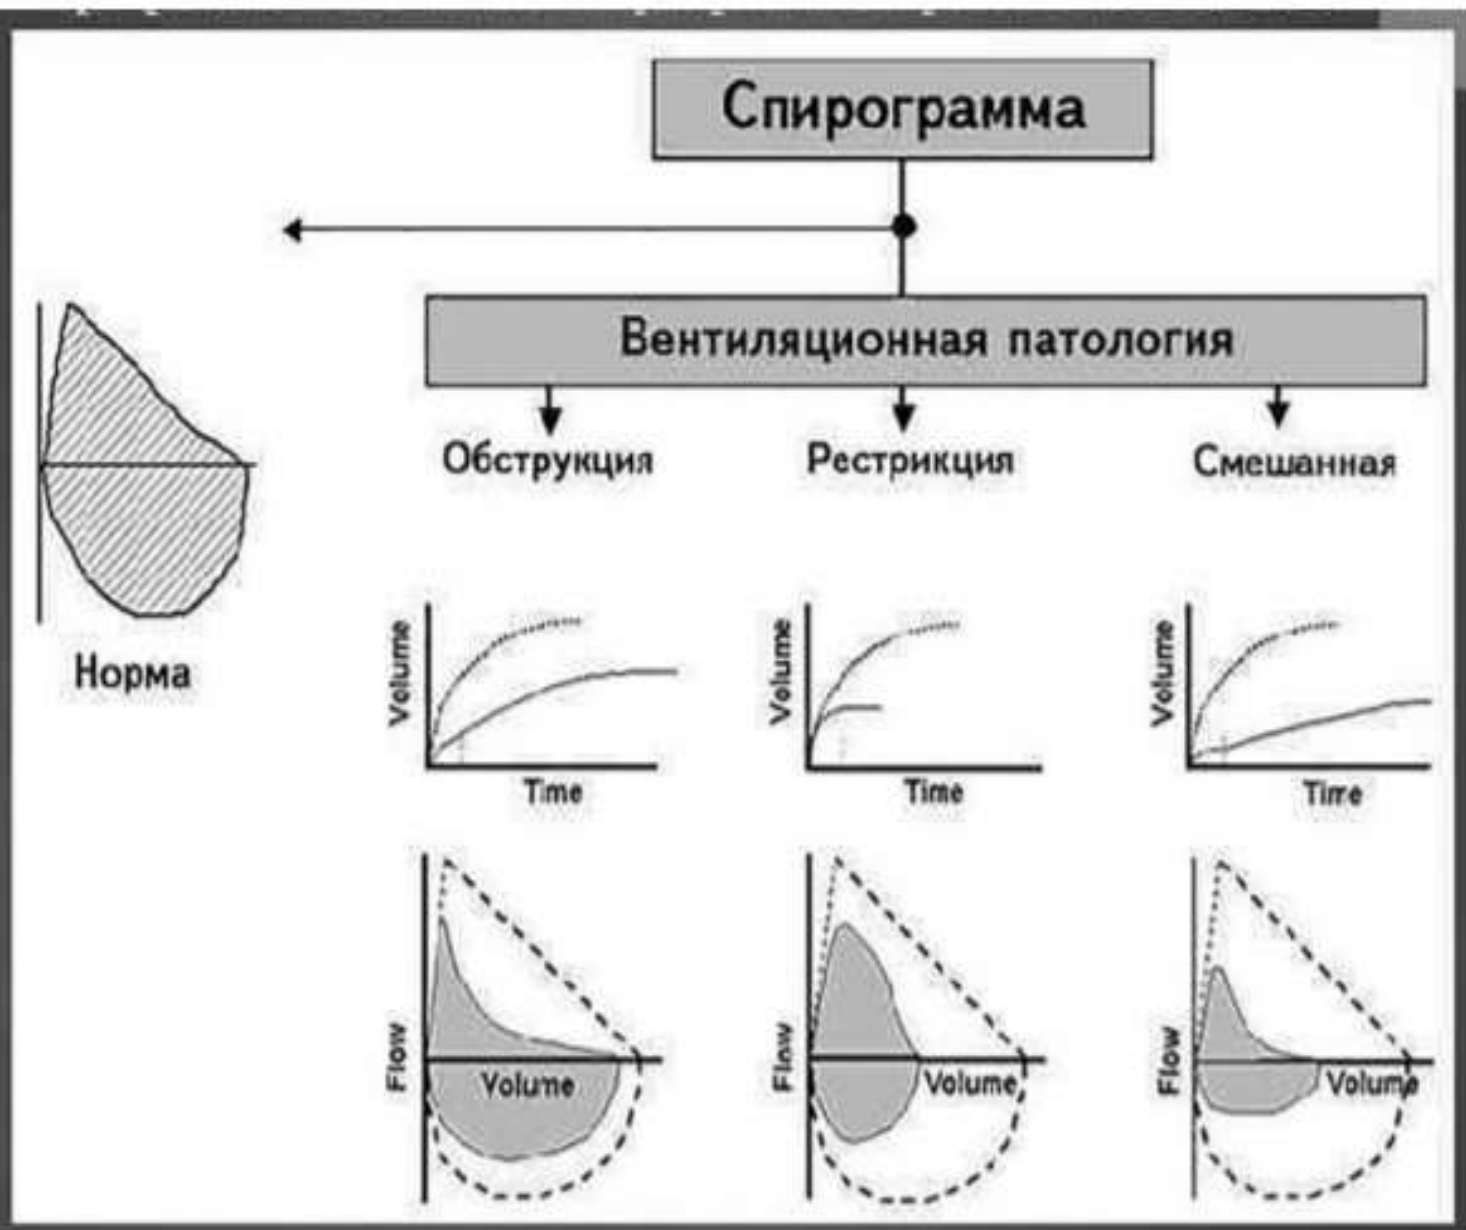 Спирограмма
Вентиляционная патология
Обструкция
Рестрикция
Смешанная
Норма
Volume
Time
Volume
Time
Volume
Time
Flow
Volume
Flow
Volume
Flow
Volume